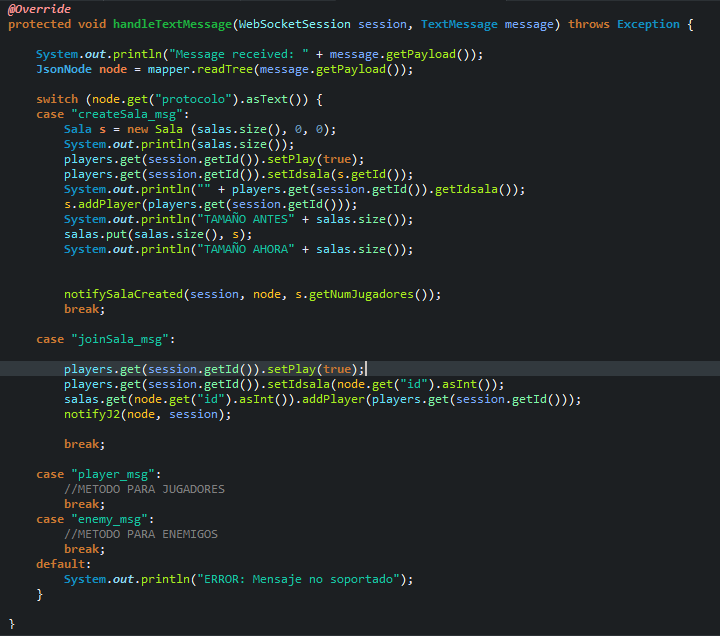 @Override
protected void handleTextMessage(WebSocketSession session, TextMessage message) throws Exception {
System.out.println("Message received: " + message.getPayload());
JsonNode node = mapper.readTree(message.getPayload());
switch (node.get("protocolo").asText()) {
case "createSala_msg":
Sala s = new Sala (salas.size(), 0, 0);
System.out.println(salas.size());
players.get(session.getId()).setPlay(true);
players.get(session.getId()).setIdsala(s.getId());
System.out.println("" + players.get(session.getId()).getIdsala());
s.addPlayer(players.get(session.getId()));
System.out.println("TAMAÑO ANTES" + salas.size());
salas.put(salas.size(), s);
System.out.println("TAMAÑO AHORA" + salas.size());
notifySalaCreated(session, node, s.getNumJugadores());
break;
case "joinSala_msg":
players.get(session.getId()).setPlay(true);
players.get(session.getId()).setIdsala(node.get("id").asInt());
salas.get(node.get("id").asInt()).addPlayer(players.get(session.getId()));
notifyJ2(node, session);
break;
case "player_msg":
//METODO PARA JUGADORES
break;
case "enemy_msg":
//METODO PARA ENEMIGOS
break;
default:
System.out.println("ERROR: Mensaje no soportado");
}
}